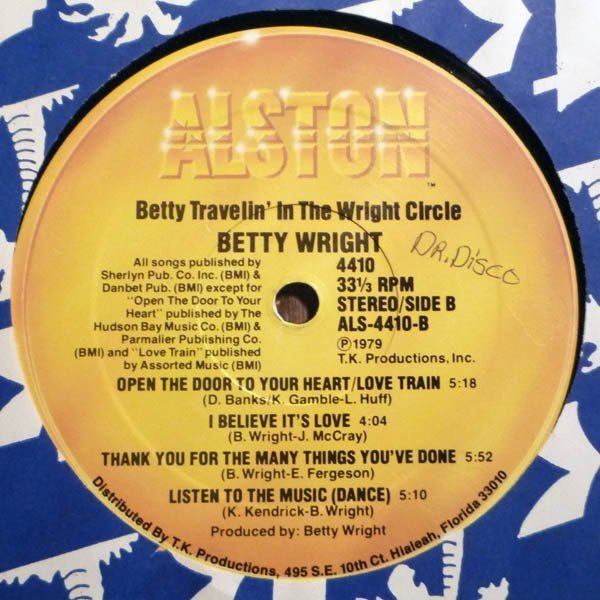 ALSTON
™
Betty Travelin' In The Wright Circle
BETTY WRIGHT
DR. DISCO
All songs published by
Sherlyn Pub. Co. Inc. (BMI) &
Danbet Pub. (BMI) except for
"Open The Door To Your
Heart" published by The
Hudson Bay Music Co. (BMI) &
Parmalier Publishing Co.
(BMI) and "Love Train" published
by Assorted Music (BMI)
4410
33⅓ RPM
STEREO/SIDE B
ALS-4410-B
Ⓟ1979
T.K. Productions, Inc.
OPEN THE DOOR TO YOUR HEART/LOVE TRAIN 5:18
(D. Banks/K. Gamble-L. Huff)
I BELIEVE IT'S LOVE 4:04
(B. Wright-J. McCray)
THANK YOU FOR THE MANY THINGS YOU'VE DONE 5:52
(B. Wright-E. Fergeson)
LISTEN TO THE MUSIC (DANCE) 5:10
(K. Kendrick-B. Wright)
Produced by: Betty Wright
Distributed By T.K. Productions, 495 S.E. 10th Ct. Hialeah, Florida 33010